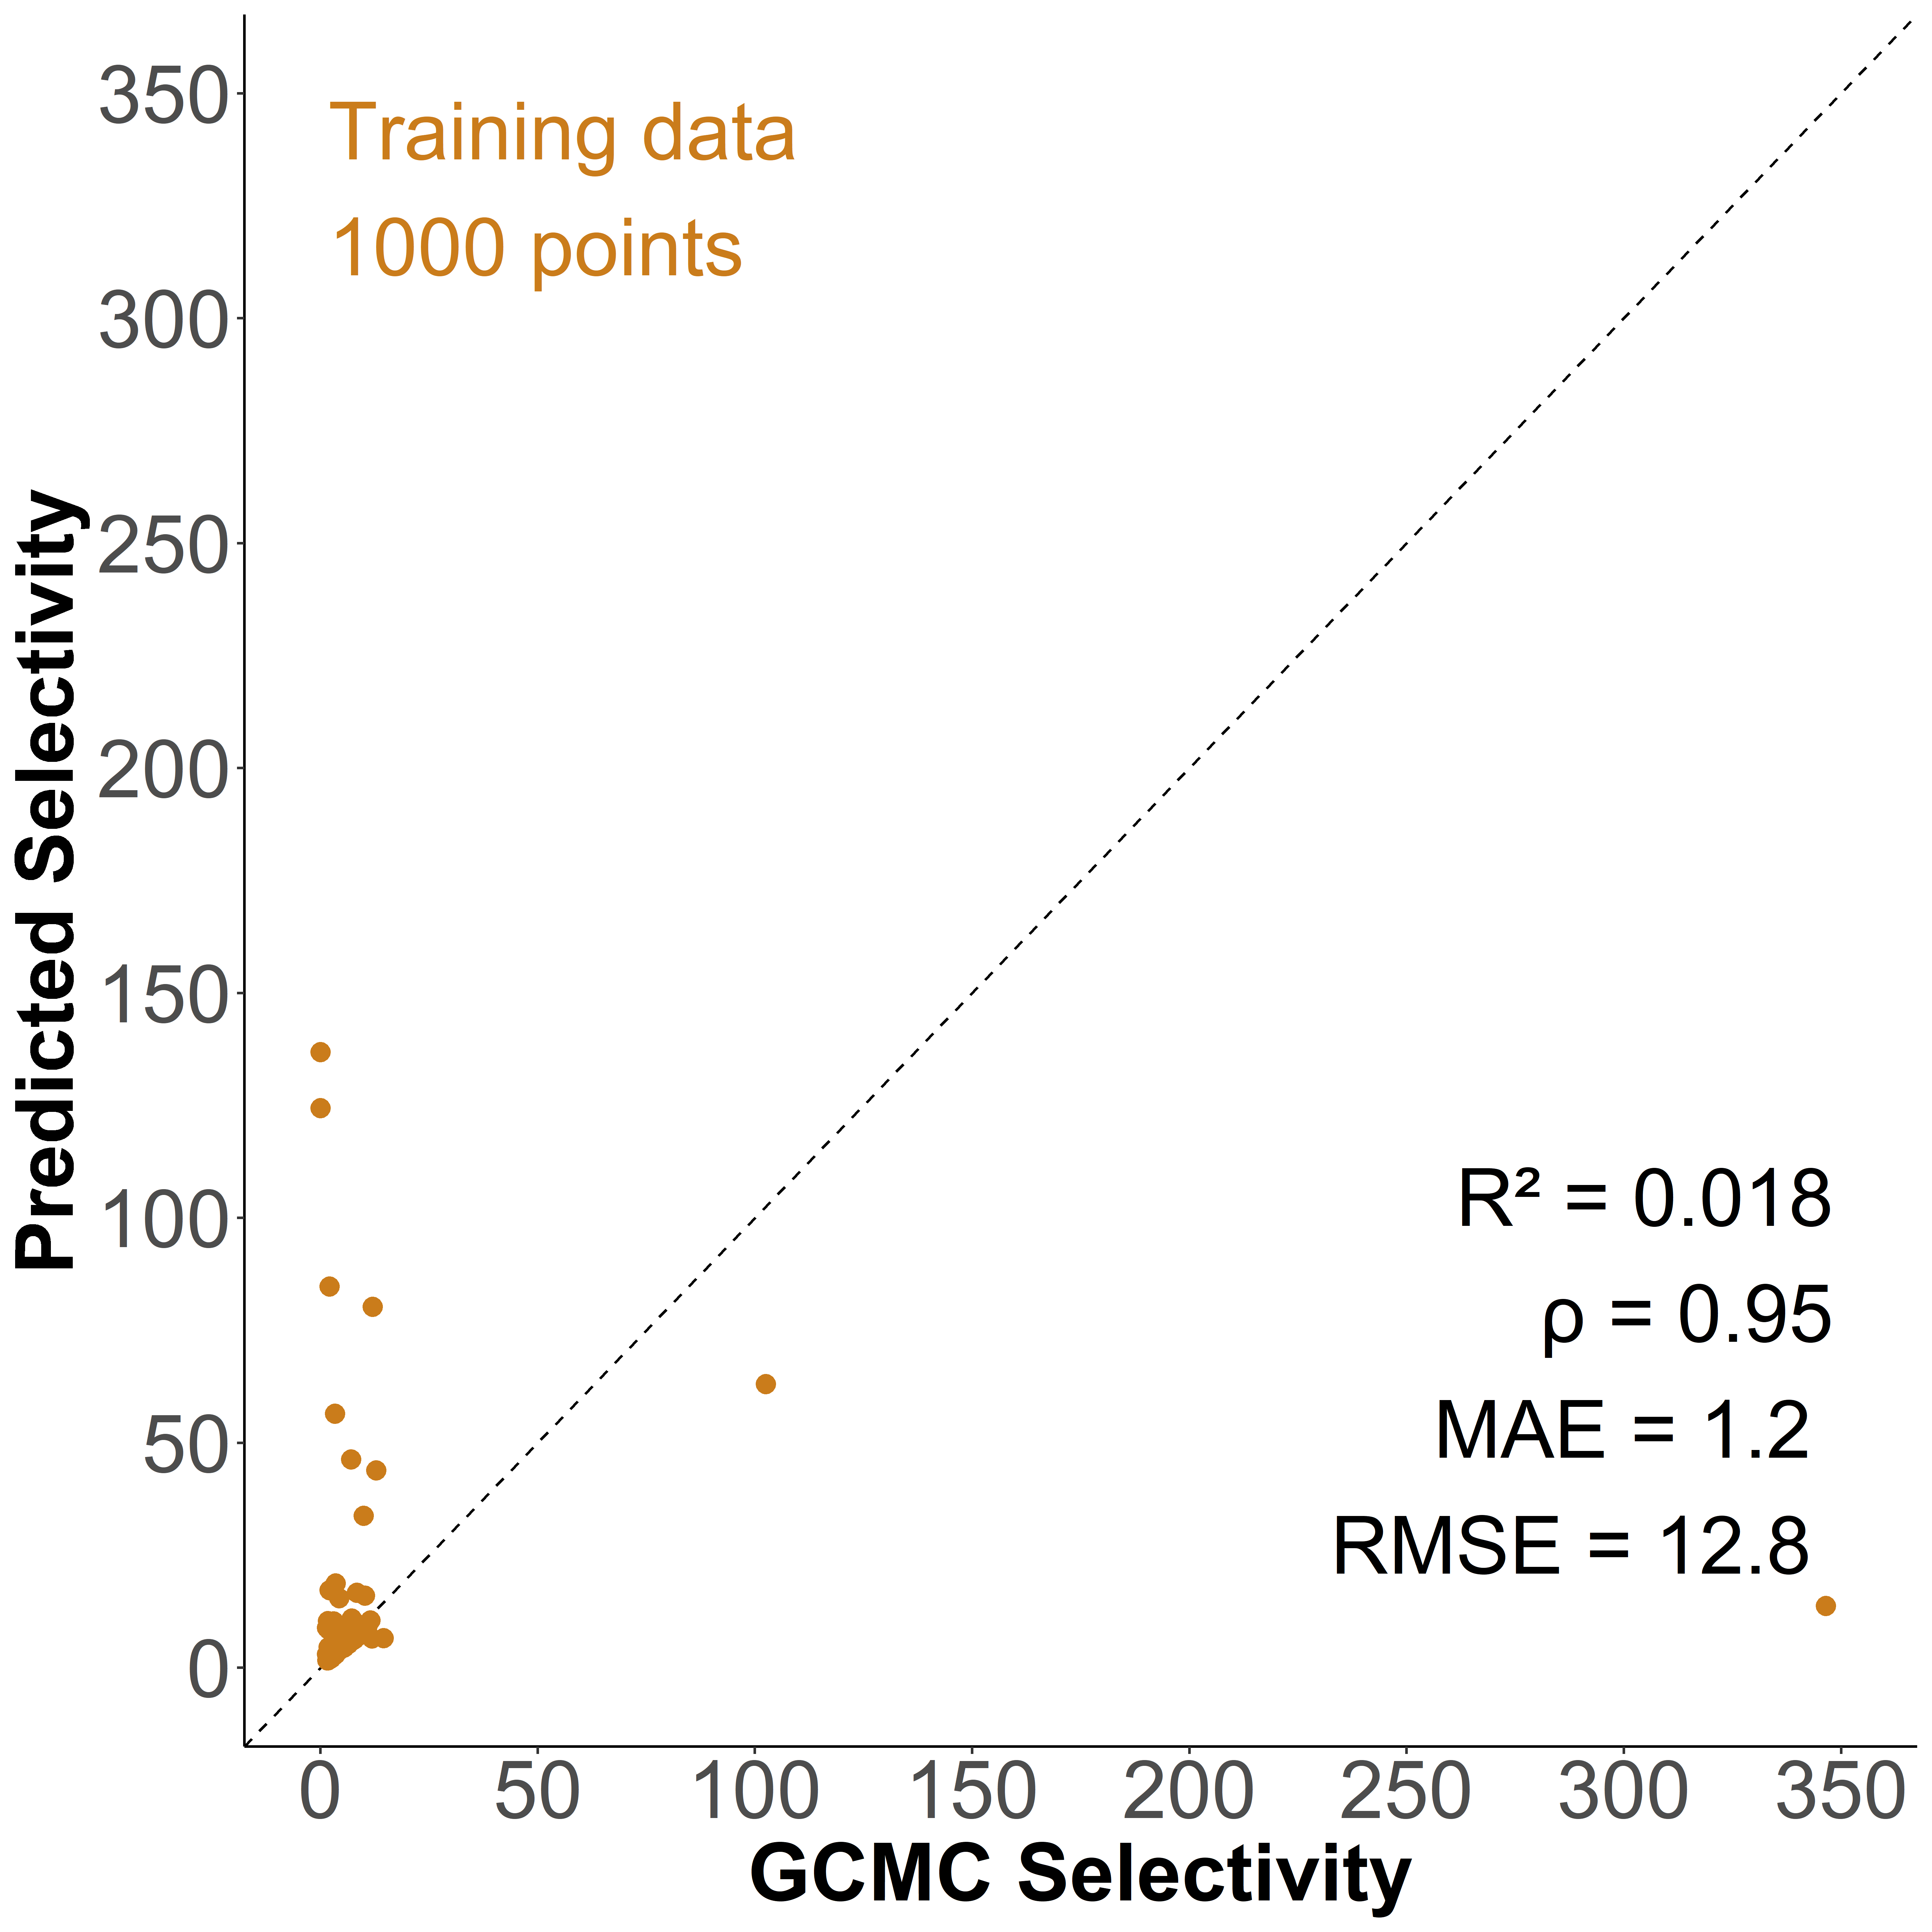 Training data
1000 points
Predicted Selectivity
350
300
250
200
150
100
50
0
R² = 0.018
ρ = 0.95
MAE = 1.2
RMSE = 12.8
0 50 100 150 200 250 300 350
GCMC Selectivity